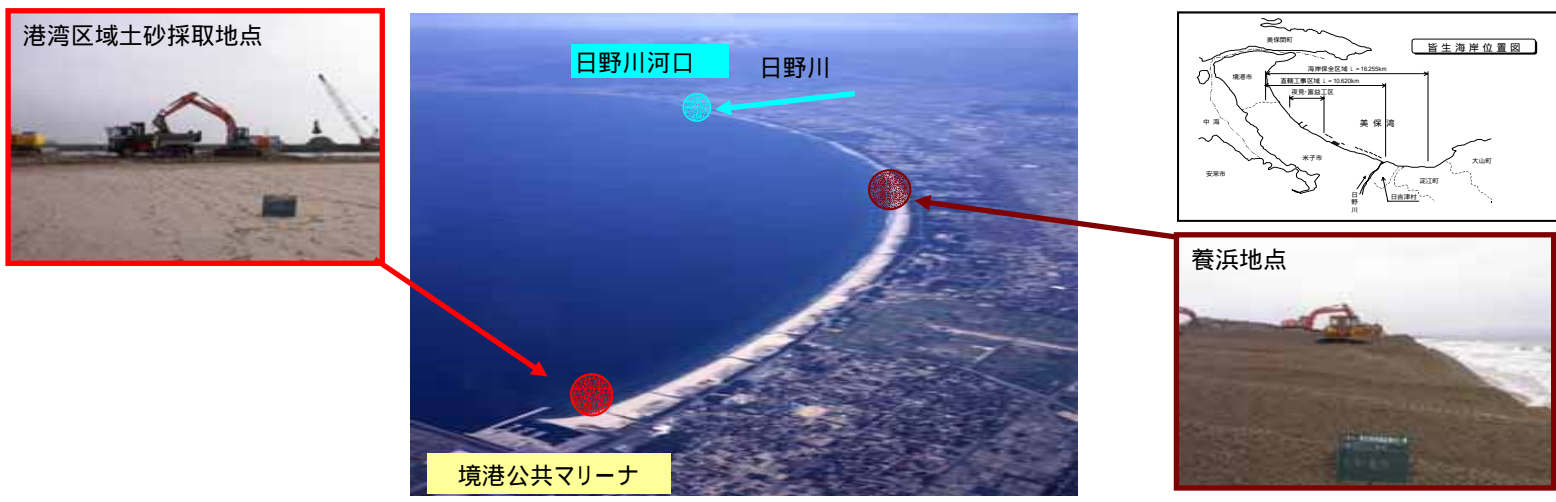 港湾区域土砂採取地点
日野川河口
日野川
境港公共マリーナ
皆生海岸位置図
美保関町
海岸保全区域 L=16.255km
境港市
直轄工事区域 L=10.620km
夜見・富益工区
中海
美保湾
米子市
大山町
安来市
淀江町
日野川
日吉津村
養浜地点